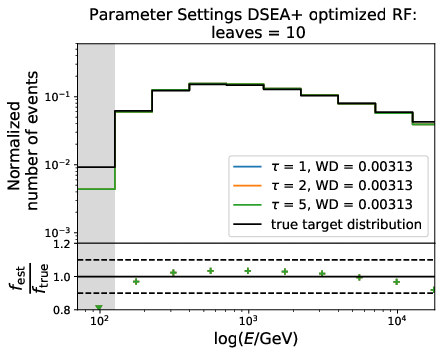 Parameter Settings DSEA+ optimized RF:
leaves = 10
Normalized
number of events
10⁻¹
10⁻²
10⁻³
τ = 1, WD = 0.00313
τ = 2, WD = 0.00313
τ = 5, WD = 0.00313
true target distribution
f_est
f_true
1.2
1.0
0.8
10² 10³ 10⁴
log(E/GeV)